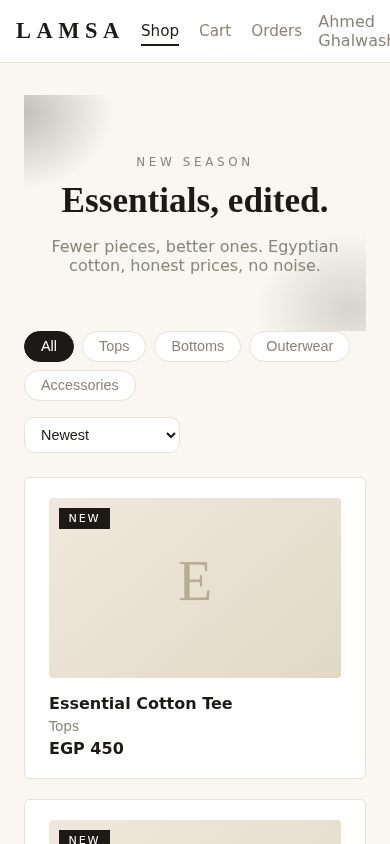 LAMSA
Shop
Cart
Orders
Ahmed
Ghalwash
NEW SEASON
Essentials, edited.
Fewer pieces, better ones. Egyptian
cotton, honest prices, no noise.
All
Tops
Bottoms
Outerwear
Accessories
Newest
NEW
E
Essential Cotton Tee
Tops
EGP 450
NEW